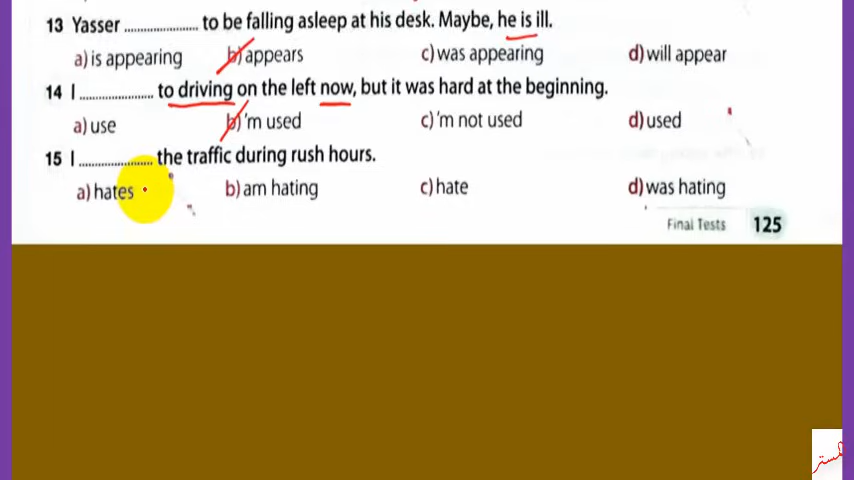 13 Yasser ..................... to be falling asleep at his desk. Maybe, he is ill.
a) is appearing b) appears c) was appearing d) will appear
14 I ..................... to driving on the left now, but it was hard at the beginning.
a) use b) 'm used c) 'm not used d) used
15 I ..................... the traffic during rush hours.
a) hates b) am hating c) hate d) was hating
Final Tests 125